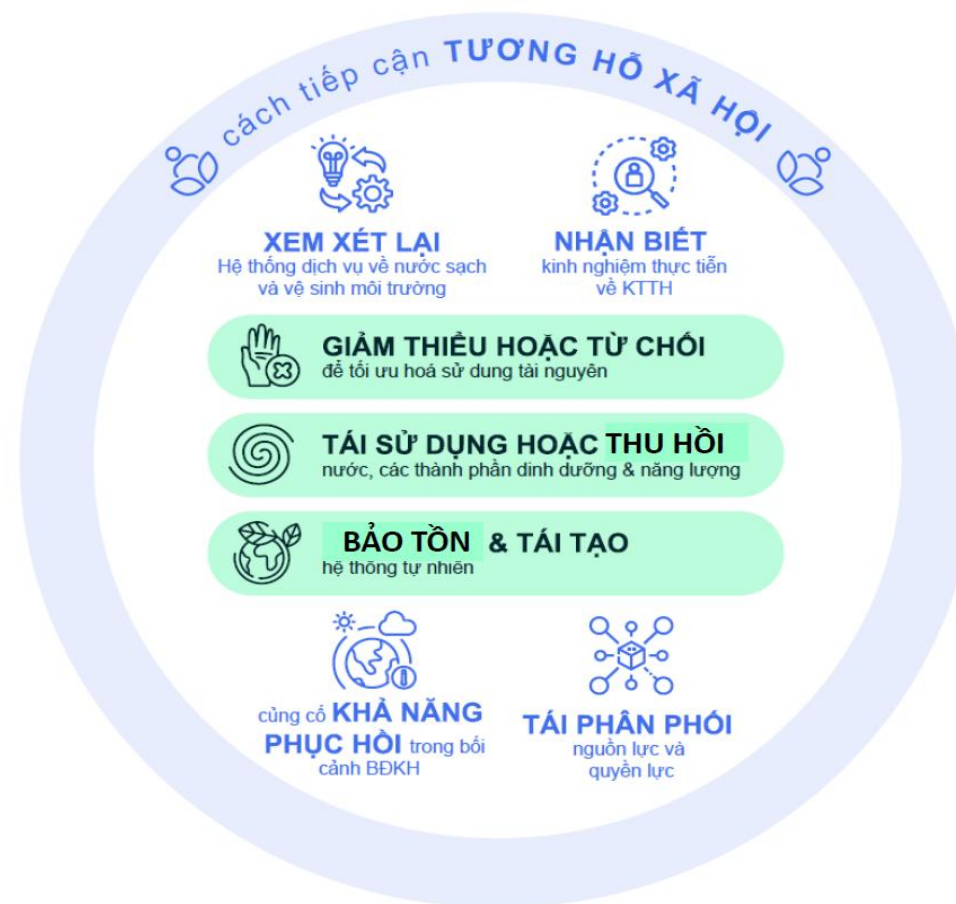 cách tiếp cận TƯƠNG HỖ XÃ HỘI
XEM XÉT LẠI
Hệ thống dịch vụ về nước sạch
và vệ sinh môi trường
NHẬN BIẾT
kinh nghiệm thực tiễn
về KTTH
GIẢM THIỂU HOẶC TỪ CHỐI
để tối ưu hoá sử dung tài nguyên
TÁI SỬ DỤNG HOẶC THU HỒI
nước, các thành phần dinh dưỡng & năng lượng
BẢO TỒN & TÁI TẠO
hệ thông tự nhiên
củng cố KHẢ NĂNG
PHỤC HỒI trong bối
cảnh BĐKH
TÁI PHÂN PHỐI
nguồn lực và
quyền lực